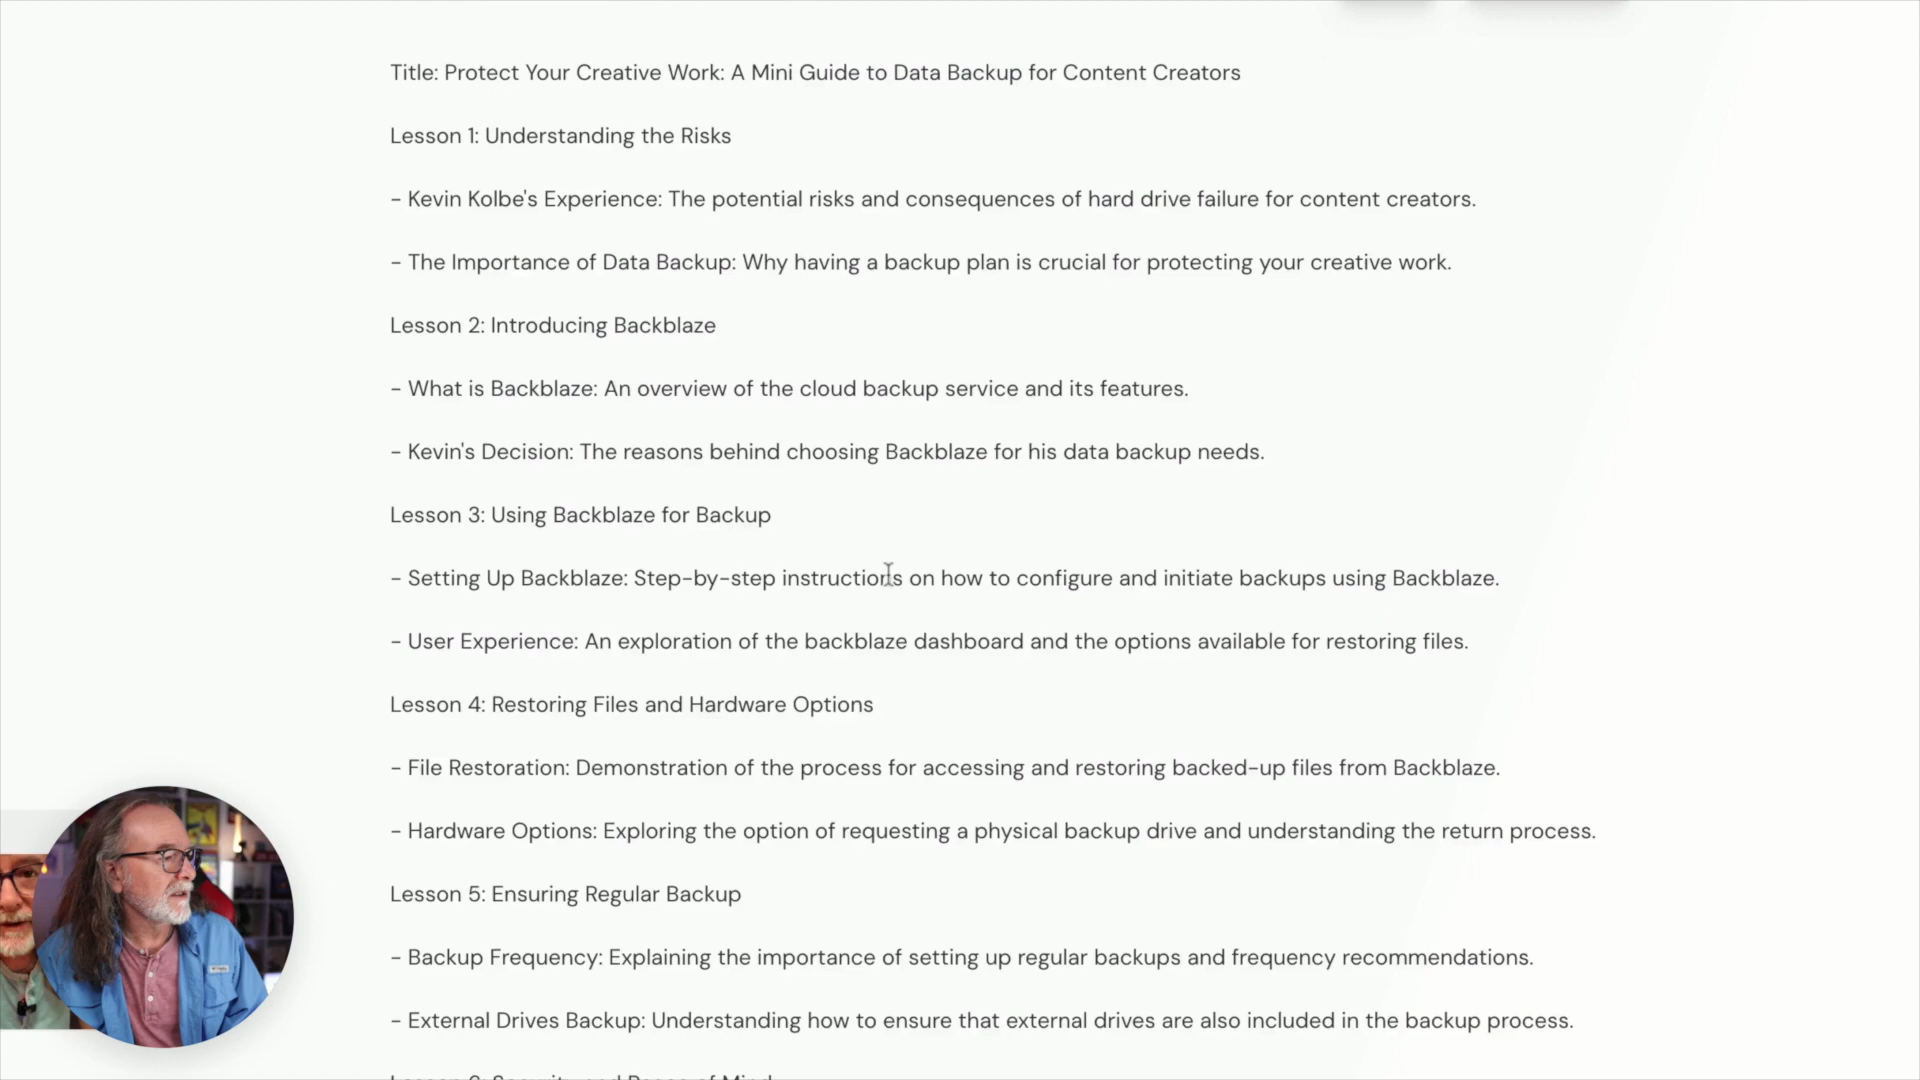 Title: Protect Your Creative Work: A Mini Guide to Data Backup for Content Creators
Lesson 1: Understanding the Risks
- Kevin Kolbe's Experience: The potential risks and consequences of hard drive failure for content creators.
- The Importance of Data Backup: Why having a backup plan is crucial for protecting your creative work.
Lesson 2: Introducing Backblaze
- What is Backblaze: An overview of the cloud backup service and its features.
- Kevin's Decision: The reasons behind choosing Backblaze for his data backup needs.
Lesson 3: Using Backblaze for Backup
- Setting Up Backblaze: Step-by-step instructions on how to configure and initiate backups using Backblaze.
- User Experience: An exploration of the backblaze dashboard and the options available for restoring files.
Lesson 4: Restoring Files and Hardware Options
- File Restoration: Demonstration of the process for accessing and restoring backed-up files from Backblaze.
- Hardware Options: Exploring the option of requesting a physical backup drive and understanding the return process.
Lesson 5: Ensuring Regular Backup
- Backup Frequency: Explaining the importance of setting up regular backups and frequency recommendations.
- External Drives Backup: Understanding how to ensure that external drives are also included in the backup process.
Lesson 6: Security and Peace of Mind